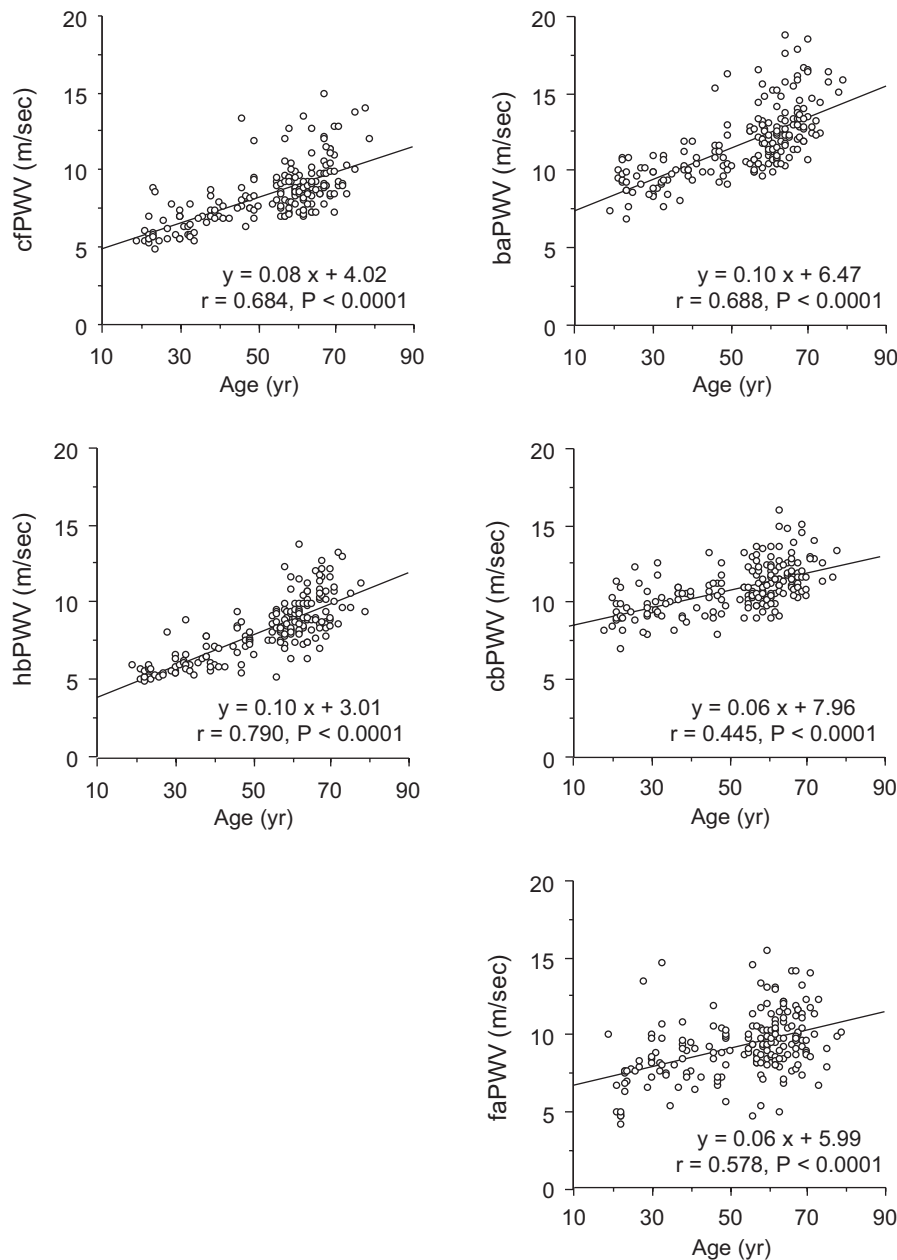 20
15
10
5
0
cfPWV (m/sec)
y = 0.08 x + 4.02
r = 0.684, P < 0.0001
10 30 50 70 90
Age (yr)
20
15
10
5
0
baPWV (m/sec)
y = 0.10 x + 6.47
r = 0.688, P < 0.0001
10 30 50 70 90
Age (yr)
20
15
10
5
0
hbPWV (m/sec)
y = 0.10 x + 3.01
r = 0.790, P < 0.0001
10 30 50 70 90
Age (yr)
20
15
10
5
0
cbPWV (m/sec)
y = 0.06 x + 7.96
r = 0.445, P < 0.0001
10 30 50 70 90
Age (yr)
20
15
10
5
0
faPWV (m/sec)
y = 0.06 x + 5.99
r = 0.578, P < 0.0001
10 30 50 70 90
Age (yr)